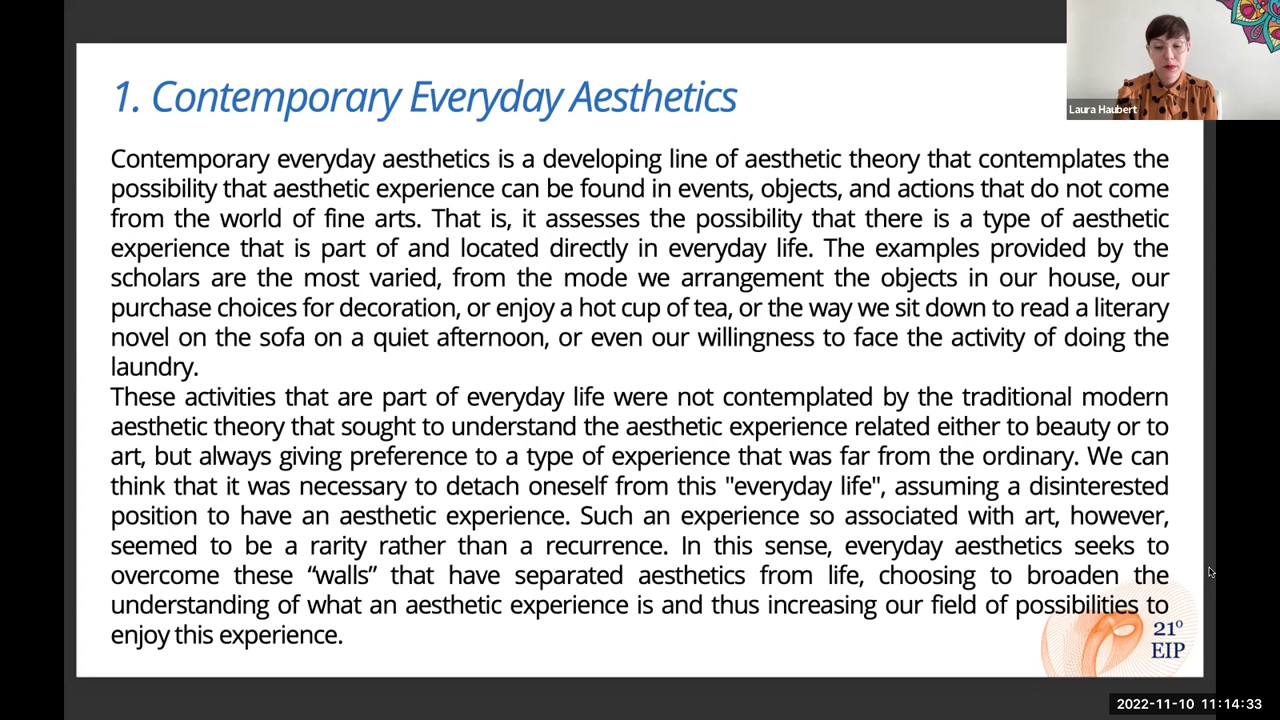 1. Contemporary Everyday Aesthetics
Laura Haubert
Contemporary everyday aesthetics is a developing line of aesthetic theory that contemplates the
possibility that aesthetic experience can be found in events, objects, and actions that do not come
from the world of fine arts. That is, it assesses the possibility that there is a type of aesthetic
experience that is part of and located directly in everyday life. The examples provided by the
scholars are the most varied, from the mode we arrangement the objects in our house, our
purchase choices for decoration, or enjoy a hot cup of tea, or the way we sit down to read a literary
novel on the sofa on a quiet afternoon, or even our willingness to face the activity of doing the
laundry.
These activities that are part of everyday life were not contemplated by the traditional modern
aesthetic theory that sought to understand the aesthetic experience related either to beauty or to
art, but always giving preference to a type of experience that was far from the ordinary. We can
think that it was necessary to detach oneself from this "everyday life", assuming a disinterested
position to have an aesthetic experience. Such an experience so associated with art, however,
seemed to be a rarity rather than a recurrence. In this sense, everyday aesthetics seeks to
overcome these “walls” that have separated aesthetics from life, choosing to broaden the
understanding of what an aesthetic experience is and thus increasing our field of possibilities to
enjoy this experience.
21º
EIP
2022-11-10 11:14:33